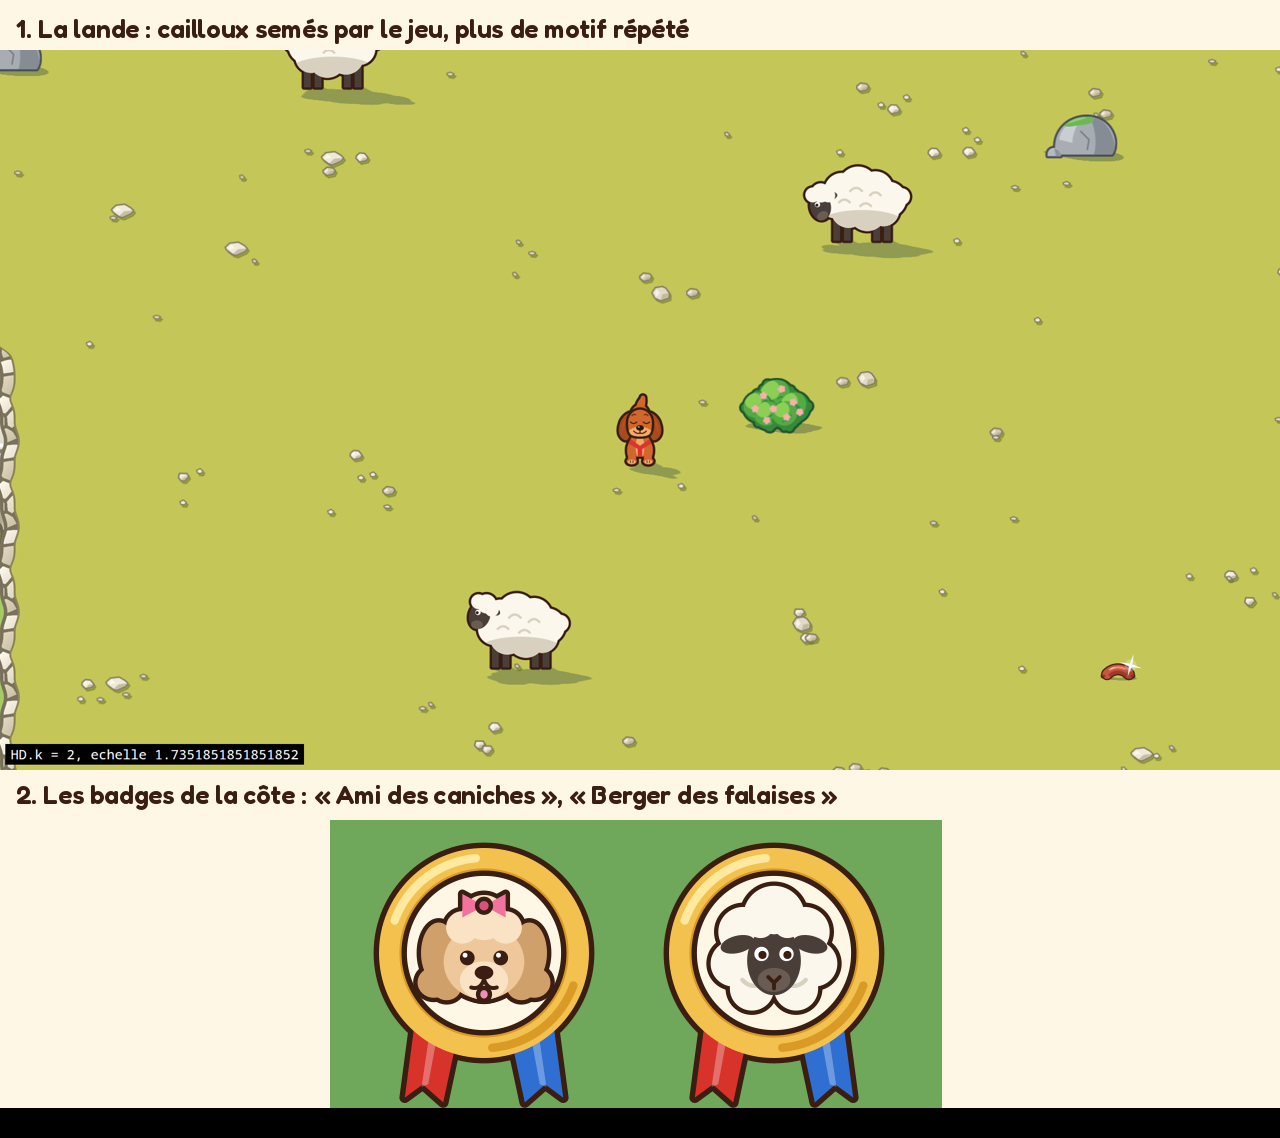 1. La lande : cailloux semés par le jeu, plus de motif répété
HD.k = 2, echelle 1.7351851851851852
2. Les badges de la côte : « Ami des caniches », « Berger des falaises »